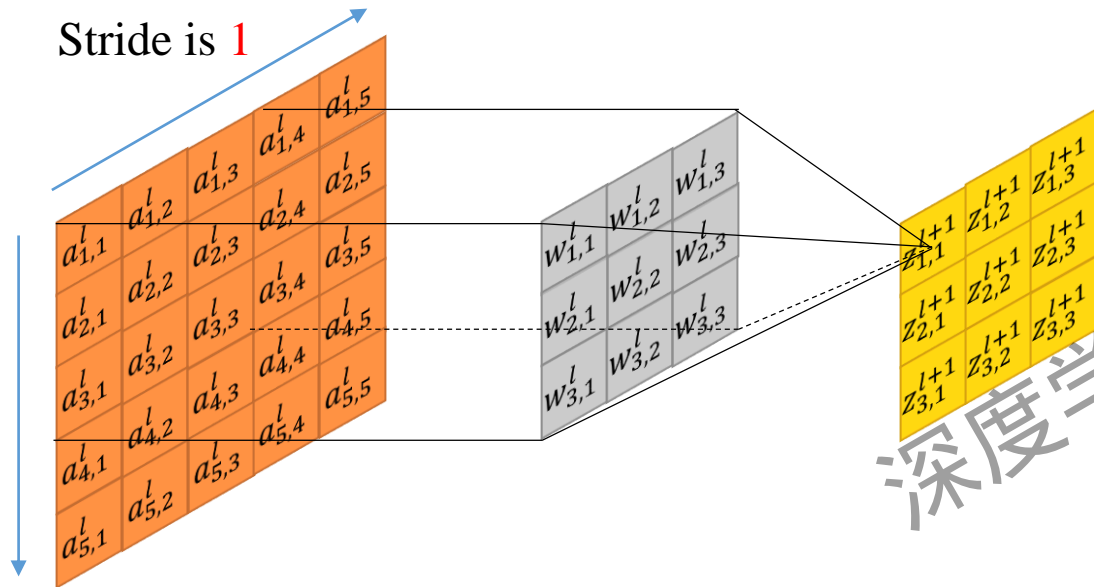 Stride is 1
a^l_{1,1} a^l_{1,2} a^l_{1,3} a^l_{1,4} a^l_{1,5}
a^l_{2,1} a^l_{2,2} a^l_{2,3} a^l_{2,4} a^l_{2,5}
a^l_{3,1} a^l_{3,2} a^l_{3,3} a^l_{3,4} a^l_{3,5}
a^l_{4,1} a^l_{4,2} a^l_{4,3} a^l_{4,4} a^l_{4,5}
a^l_{5,1} a^l_{5,2} a^l_{5,3} a^l_{5,4} a^l_{5,5}
w^l_{1,1} w^l_{1,2} w^l_{1,3}
w^l_{2,1} w^l_{2,2} w^l_{2,3}
w^l_{3,1} w^l_{3,2} w^l_{3,3}
z^{l+1}_{1,1} z^{l+1}_{1,2} z^{l+1}_{1,3}
z^{l+1}_{2,1} z^{l+1}_{2,2} z^{l+1}_{2,3}
z^{l+1}_{3,1} z^{l+1}_{3,2} z^{l+1}_{3,3}
深度学